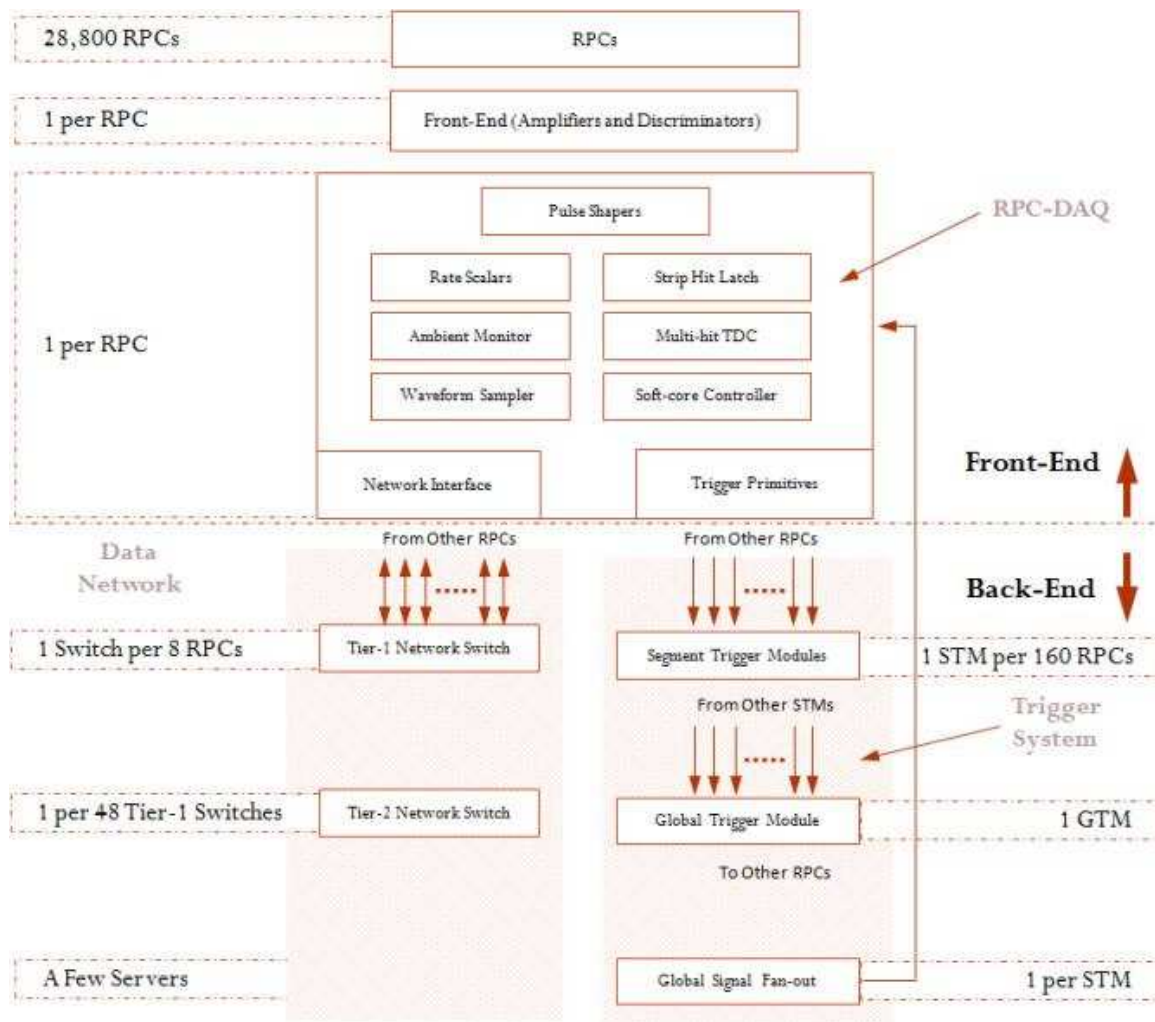 28,800 RPCs
RPCs
1 per RPC
Front-End (Amplifiers and Discriminators)
Pulse Shapers
RPC-DAQ
Rate Scalars
Strip Hit Latch
1 per RPC
Ambient Monitor
Multi-hit TDC
Waveform Sampler
Soft-core Controller
Front-End
Network Interface
Trigger Primitives
Data
Network
From Other RPCs
From Other RPCs
Back-End
1 Switch per 8 RPCs
Tier-1 Network Switch
Segment Trigger Modules
1 STM per 160 RPCs
From Other STMs
Trigger
System
1 per 48 Tier-1 Switches
Tier-2 Network Switch
Global Trigger Module
1 GTM
To Other RPCs
A Few Servers
Global Signal Fan-out
1 per STM